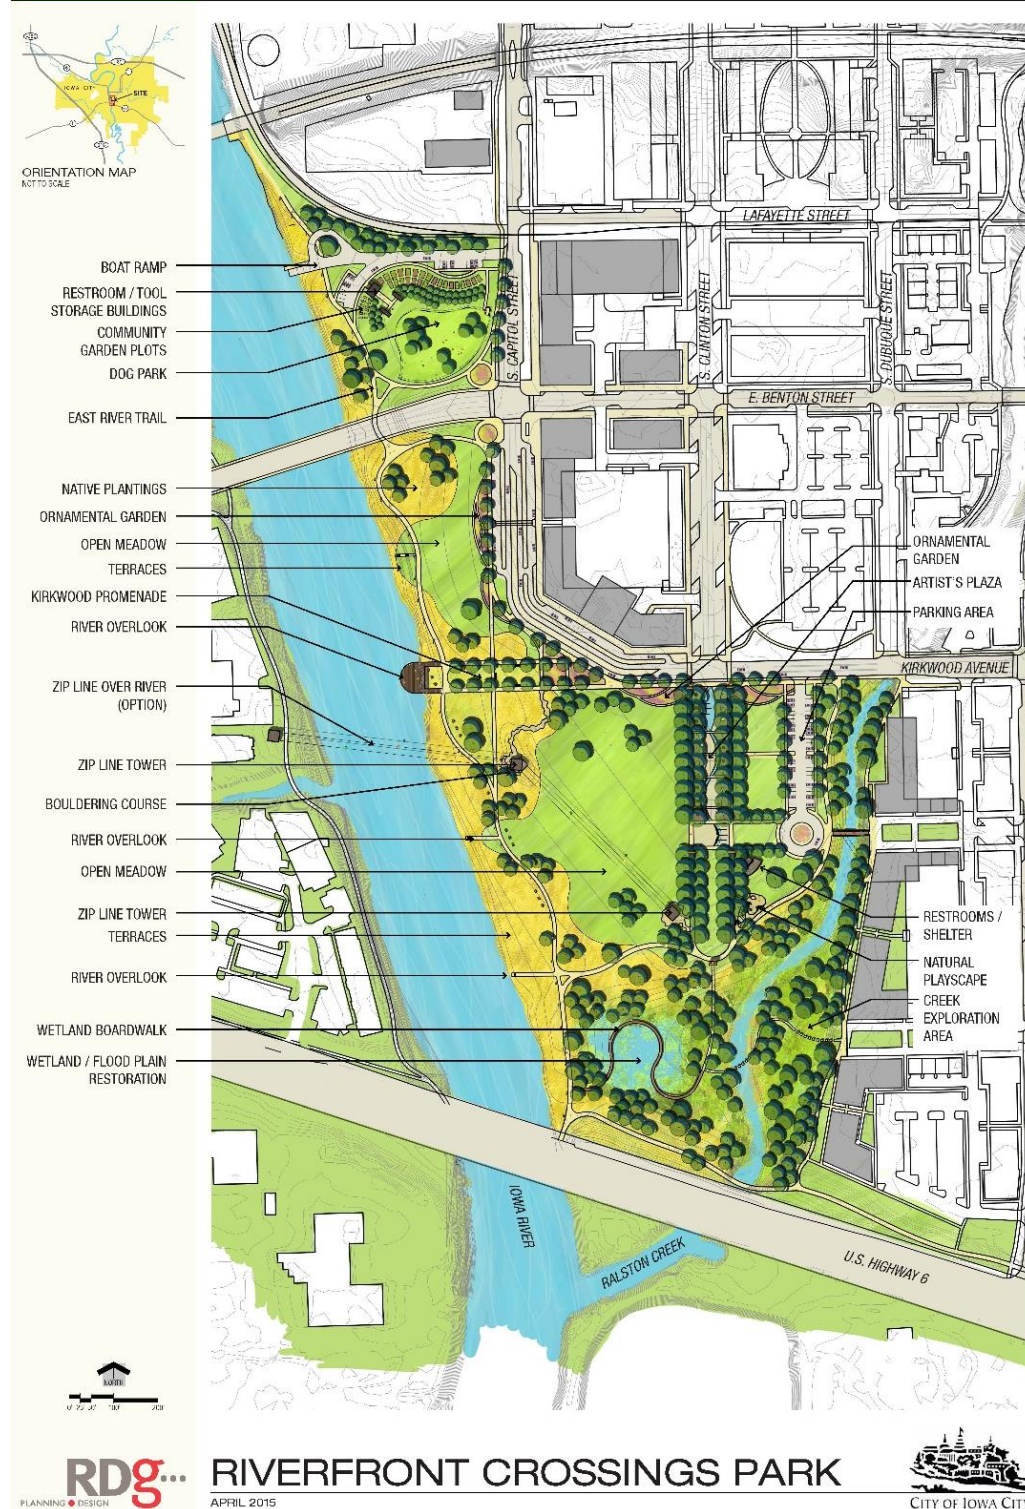 IOWA CITY
SITE
ORIENTATION MAP
NOT TO SCALE
BOAT RAMP
RESTROOM / TOOL
STORAGE BUILDINGS
COMMUNITY
GARDEN PLOTS
DOG PARK
EAST RIVER TRAIL
NATIVE PLANTINGS
ORNAMENTAL GARDEN
OPEN MEADOW
TERRACES
KIRKWOOD PROMENADE
RIVER OVERLOOK
ZIP LINE OVER RIVER
(OPTION)
ZIP LINE TOWER
BOULDERING COURSE
RIVER OVERLOOK
OPEN MEADOW
ZIP LINE TOWER
TERRACES
RIVER OVERLOOK
WETLAND BOARDWALK
WETLAND / FLOOD PLAIN
RESTORATION
LAFAYETTE STREET
S. CAPITOL STREET
S. CLINTON STREET
S. DUBUQUE STREET
E. BENTON STREET
ORNAMENTAL
GARDEN
ARTIST'S PLAZA
PARKING AREA
KIRKWOOD AVENUE
RESTROOMS /
SHELTER
NATURAL
PLAYSCAPE
CREEK
EXPLORATION
AREA
IOWA RIVER
RALSTON CREEK
U.S. HIGHWAY 6
NORTH
0' 25' 50' 100' 200'
RDg...
PLANNING • DESIGN
RIVERFRONT CROSSINGS PARK
APRIL 2015
CITY OF IOWA CITY